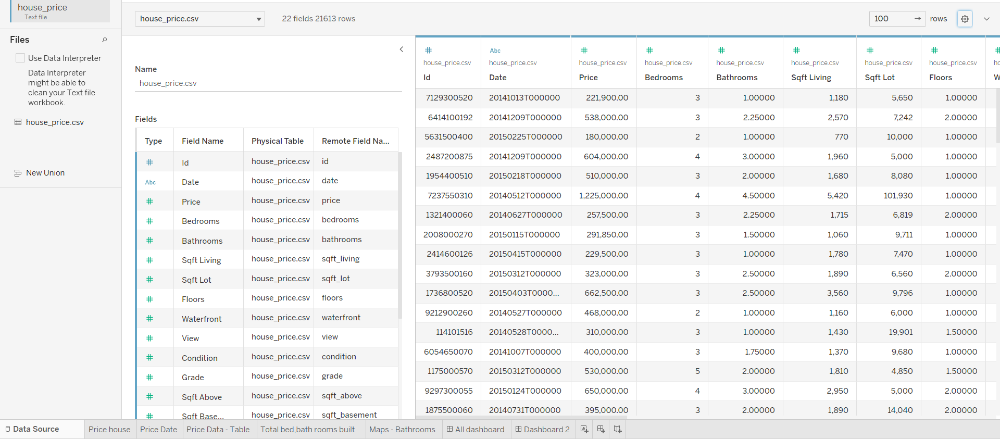 house_price
Text file
house_price.csv 22 fields 21613 rows 100 → rows
Files
Use Data Interpreter
Data Interpreter
might be able to
clean your Text file
workbook.
house_price.csv
New Union
Name
house_price.csv
Fields
Type Field Name Physical Table Remote Field Na...
# Id house_price.csv id
Abc Date house_price.csv date
# Price house_price.csv price
# Bedrooms house_price.csv bedrooms
# Bathrooms house_price.csv bathrooms
# Sqft Living house_price.csv sqft_living
# Sqft Lot house_price.csv sqft_lot
# Floors house_price.csv floors
# Waterfront house_price.csv waterfront
# View house_price.csv view
# Condition house_price.csv condition
# Grade house_price.csv grade
# Sqft Above house_price.csv sqft_above
# Sqft Base... house_price.csv sqft_basement
# Abc # # # # # # #
house_price.csv house_price.csv house_price.csv house_price.csv house_price.csv house_price.csv house_price.csv house_price.csv
Id Date Price Bedrooms Bathrooms Sqft Living Sqft Lot Floors
7129300520 20141013T000000 221,900.00 3 1.00000 1,180 5,650 1.00000
6414100192 20141209T000000 538,000.00 3 2.25000 2,570 7,242 2.00000
5631500400 20150225T000000 180,000.00 2 1.00000 770 10,000 1.00000
2487200875 20141209T000000 604,000.00 4 3.00000 1,960 5,000 1.00000
1954400510 20150218T000000 510,000.00 3 2.00000 1,680 8,080 1.00000
7237550310 20140512T000000 1,225,000.00 4 4.50000 5,420 101,930 1.00000
1321400060 20140627T000000 257,500.00 3 2.25000 1,715 6,819 2.00000
2008000270 20150115T000000 291,850.00 3 1.50000 1,060 9,711 1.00000
2414600126 20150415T000000 229,500.00 3 1.00000 1,780 7,470 1.00000
3793500160 20150312T000000 323,000.00 3 2.50000 1,890 6,560 2.00000
1736800520 20150403T0000... 662,500.00 3 2.50000 3,560 9,796 1.00000
9212900260 20140527T000000 468,000.00 2 1.00000 1,160 6,000 1.00000
114101516 20140528T0000... 310,000.00 3 1.00000 1,430 19,901 1.50000
6054650070 20141007T000000 400,000.00 3 1.75000 1,370 9,680 1.00000
1175000570 20150312T000000 530,000.00 5 2.00000 1,810 4,850 1.50000
9297300055 20150124T000000 650,000.00 4 3.00000 2,950 5,000 2.00000
1875500060 20140731T000000 395,000.00 3 2.00000 1,890 14,040 2.00000
Data Source Price house Price Date Price Data - Table Total bed,bath rooms built Maps - Bathrooms All dashboard Dashboard 2